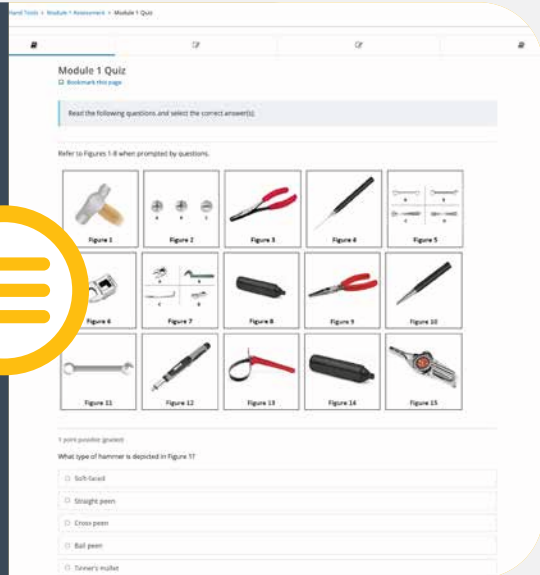 Hand Tools > Module 1 Assessment > Module 1 Quiz
Module 1 Quiz
Bookmark this page
Read the following questions and select the correct answer(s).
Refer to Figures 1-8 when prompted by questions.
Figure 1 Figure 2 Figure 3 Figure 4 Figure 5
Figure 6 Figure 7 Figure 8 Figure 9 Figure 10
Figure 11 Figure 12 Figure 13 Figure 14 Figure 15
1 point possible (graded)
What type of hammer is depicted in Figure 1?
Soft-faced
Straight peen
Cross peen
Ball peen
Tinner's mallet